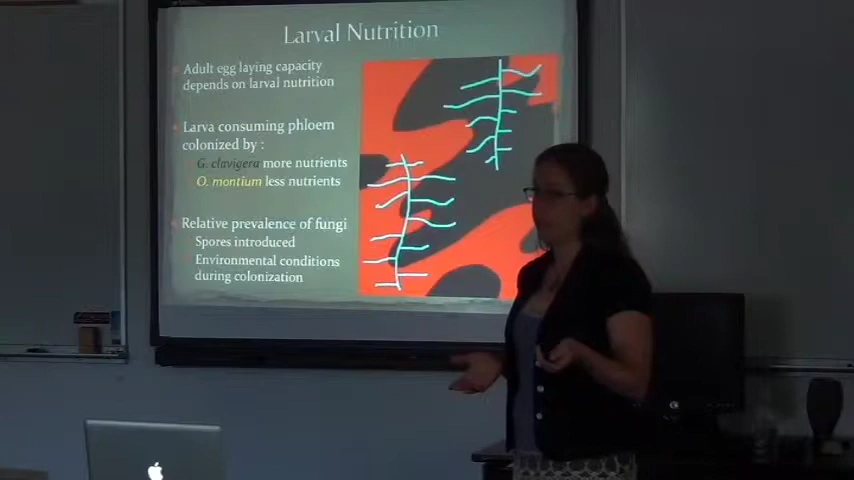 Larval Nutrition
Adult egg laying capacity
depends on larval nutrition
Larva consuming phloem
colonized by :
G. clavigera more nutrients
O. montium less nutrients
Relative prevalence of fungi
Spores introduced
Environmental conditions
during colonization